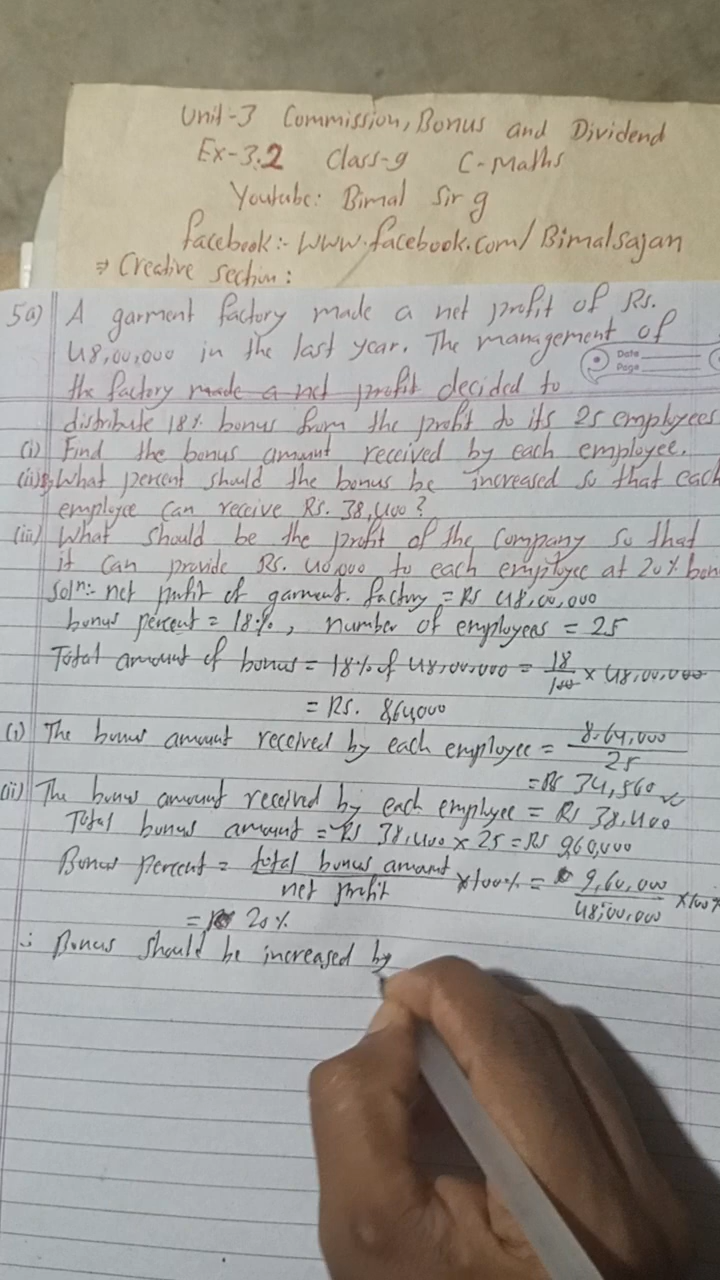 Unit-3 Commission, Bonus and Dividend
Ex-3.2 Class-9 C-Maths
Youtube: Bimal Sir g
facebook:- www.facebook.com/Bimalsajan
⇒ Creative section:
5a) A garment factory made a net profit of Rs.
48,00,000 in the last year. The management of
Date
Page
the factory made a net profit decided to
distribute 18% bonus from the profit to its 25 employees
(i) Find the bonus amount received by each employee.
(ii) What percent should the bonus be increased so that each
employee can receive Rs. 38,400?
(iii) What should be the profit of the company so that
it can provide Rs. 40,000 to each employee at 20% bon
Soln:- net profit of garment factory = Rs 48,00,000
bonus percent = 18%, number of employees = 25
Total amount of bonus = 18% of 48,00,000 = 18/100 × 48,00,000
= Rs. 864000
(i) The bonus amount received by each employee = 8,64,000/25
= Rs 34,560
(ii) The bonus amount received by each employee = Rs 38,400
Total bonus amount = Rs 38,400 × 25 = Rs 960,000
Bonus percent = total bonus amount/net profit ×100% = 9,60,000/48,00,000 ×100%
= 20%
∴ Bonus should be increased by